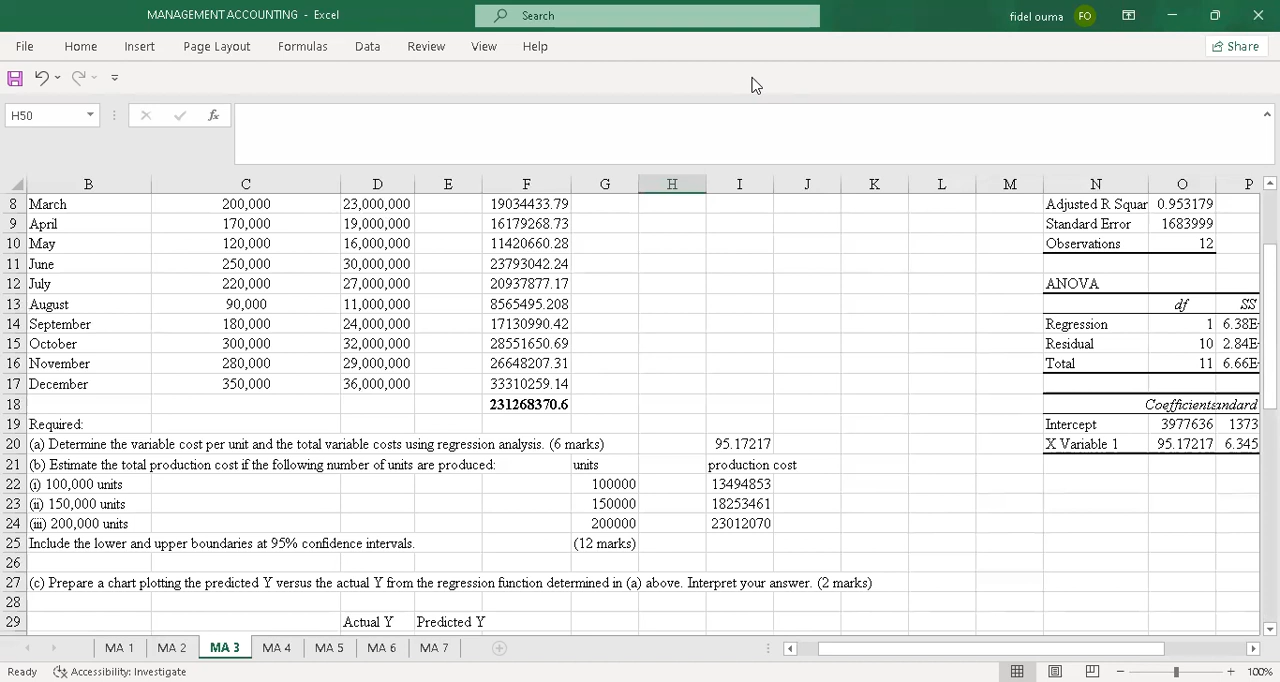 MANAGEMENT ACCOUNTING - Excel
Search
fidel ouma FO
File Home Insert Page Layout Formulas Data Review View Help
Share
H50 fx
B C D E F G H I J K L M N O P
8 March 200,000 23,000,000 19034433.79 Adjusted R Squar 0.953179
9 April 170,000 19,000,000 16179268.73 Standard Error 1683999
10 May 120,000 16,000,000 11420660.28 Observations 12
11 June 250,000 30,000,000 23793042.24
12 July 220,000 27,000,000 20937877.17 ANOVA
13 August 90,000 11,000,000 8565495.208 df SS
14 September 180,000 24,000,000 17130990.42 Regression 1 6.38E
15 October 300,000 32,000,000 28551650.69 Residual 10 2.84E
16 November 280,000 29,000,000 26648207.31 Total 11 6.66E
17 December 350,000 36,000,000 33310259.14
18 231268370.6 Coefficients andard
19 Required: Intercept 3977636 1373
20 (a) Determine the variable cost per unit and the total variable costs using regression analysis. (6 marks) 95.17217 X Variable 1 95.17217 6.345
21 (b) Estimate the total production cost if the following number of units are produced: units production cost
22 (i) 100,000 units 100000 13494853
23 (ii) 150,000 units 150000 18253461
24 (iii) 200,000 units 200000 23012070
25 Include the lower and upper boundaries at 95% confidence intervals. (12 marks)
26
27 (c) Prepare a chart plotting the predicted Y versus the actual Y from the regression function determined in (a) above. Interpret your answer. (2 marks)
28
29 Actual Y Predicted Y
MA 1 MA 2 MA 3 MA 4 MA 5 MA 6 MA 7
Ready Accessibility: Investigate 100%